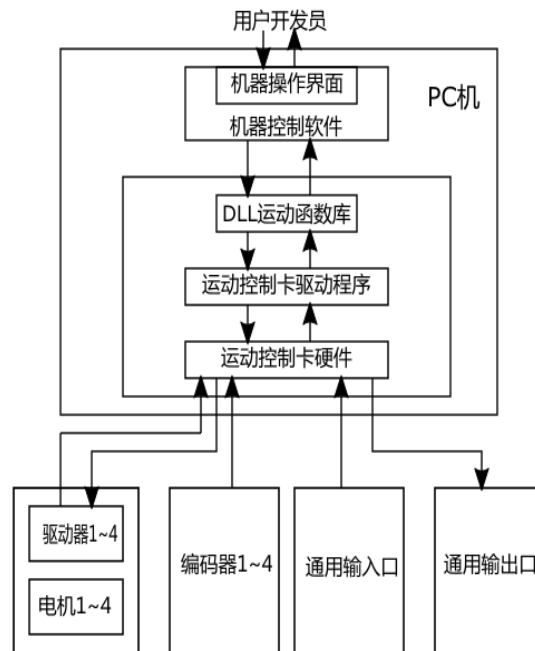 用户开发员
机器操作界面
PC机
机器控制软件
DLL运动函数库
运动控制卡驱动程序
运动控制卡硬件
驱动器1~4
电机1~4
编码器1~4
通用输入口
通用输出口